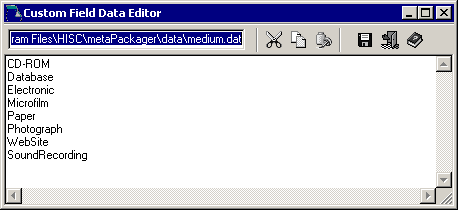 Custom Field Data Editor
ram Files\HISC\metaPackager\data\medium.dat
CD-ROM
Database
Electronic
Microfilm
Paper
Photograph
WebSite
SoundRecording